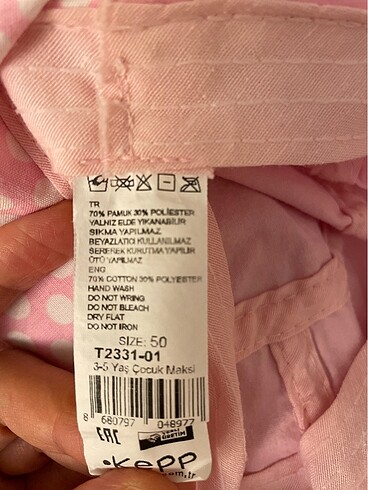 TR
70% PAMUK 30% POLİESTER
YALNIZ ELDE YIKANABİLİR
SIKMA YAPILMAZ
BEYAZLATICI KULLANILMAZ
SEREREK KURUTMA YAPILIR
ÜTÜ YAPILMAZ
ENG
70% COTTON 30% POLYESTER
HAND WASH
DO NOT WRING
DO NOT BLEACH
DRY FLAT
DO NOT IRON
SIZE: 50
T2331-01
3-5 Yaş Çocuk Maksi
8 680797 048977
EAC
.Kepp
com.tr